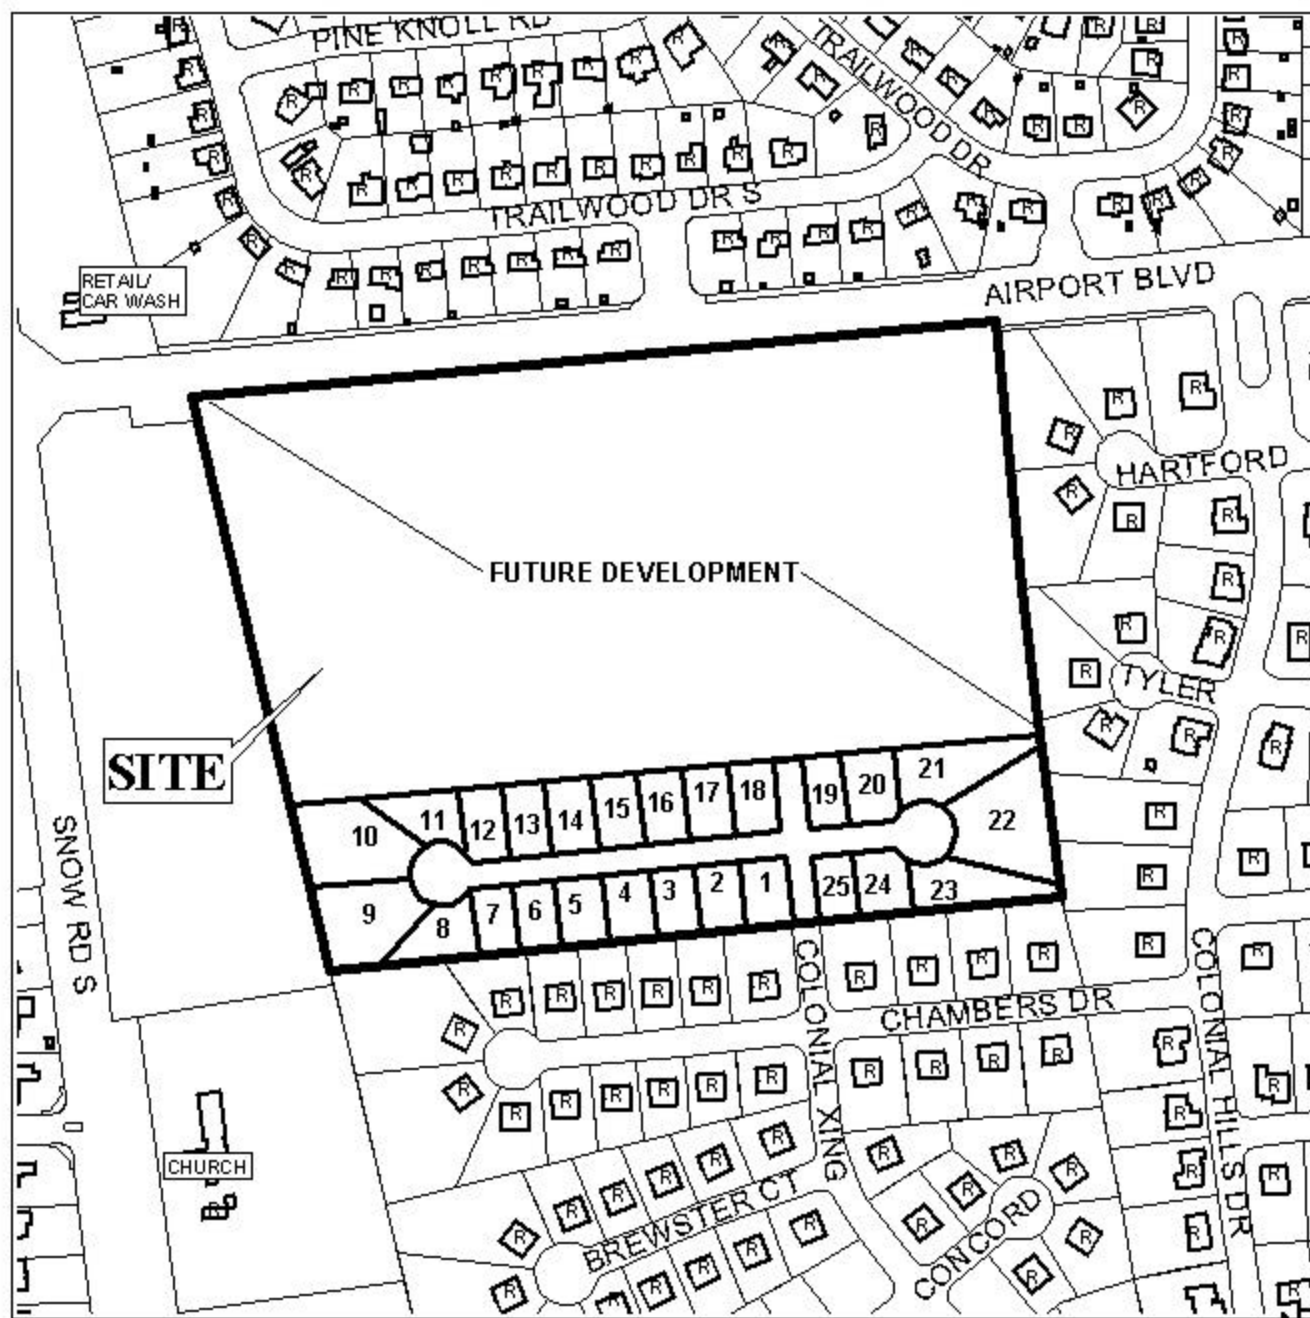 PINE KNOLL RD
TRAILWOOD DR
TRAILWOOD DR S
RETAIL/
CAR WASH
AIRPORT BLVD
HARTFORD
FUTURE DEVELOPMENT
TYLER
SITE
SNOW RD S
10
11
12
13
14
15
16
17
18
19
20
21
22
9
8
7
6
5
4
3
2
1
25
24
23
COLONIAL XING
CHAMBERS DR
COLONIAL HILLS DR
CHURCH
BREWSTER CT
CONCORD